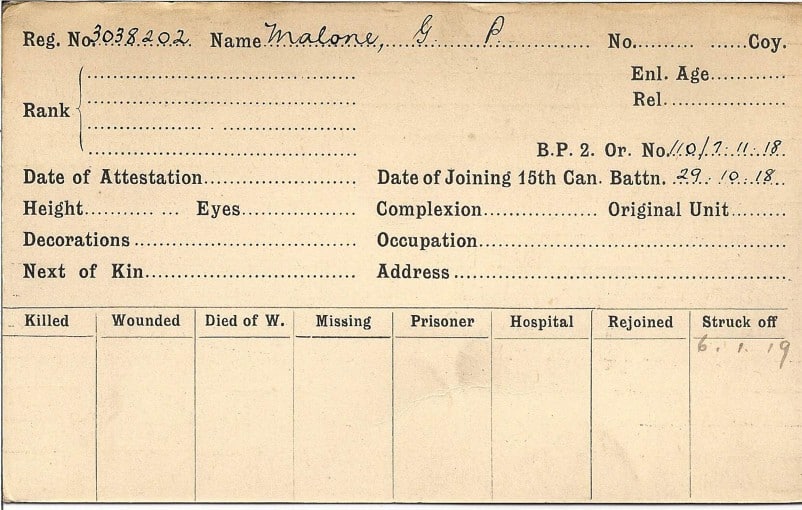 Reg. No. 3038202. Name Malone, G P No. Coy.
Enl. Age
Rel.
Rank
B.P. 2. Or. No. 110/7.11.18
Date of Attestation Date of Joining 15th Can. Battn. 29.10.18.
Height Eyes Complexion Original Unit
Decorations Occupation
Next of Kin Address
Killed Wounded Died of W. Missing Prisoner Hospital Rejoined Struck off
6.1.19